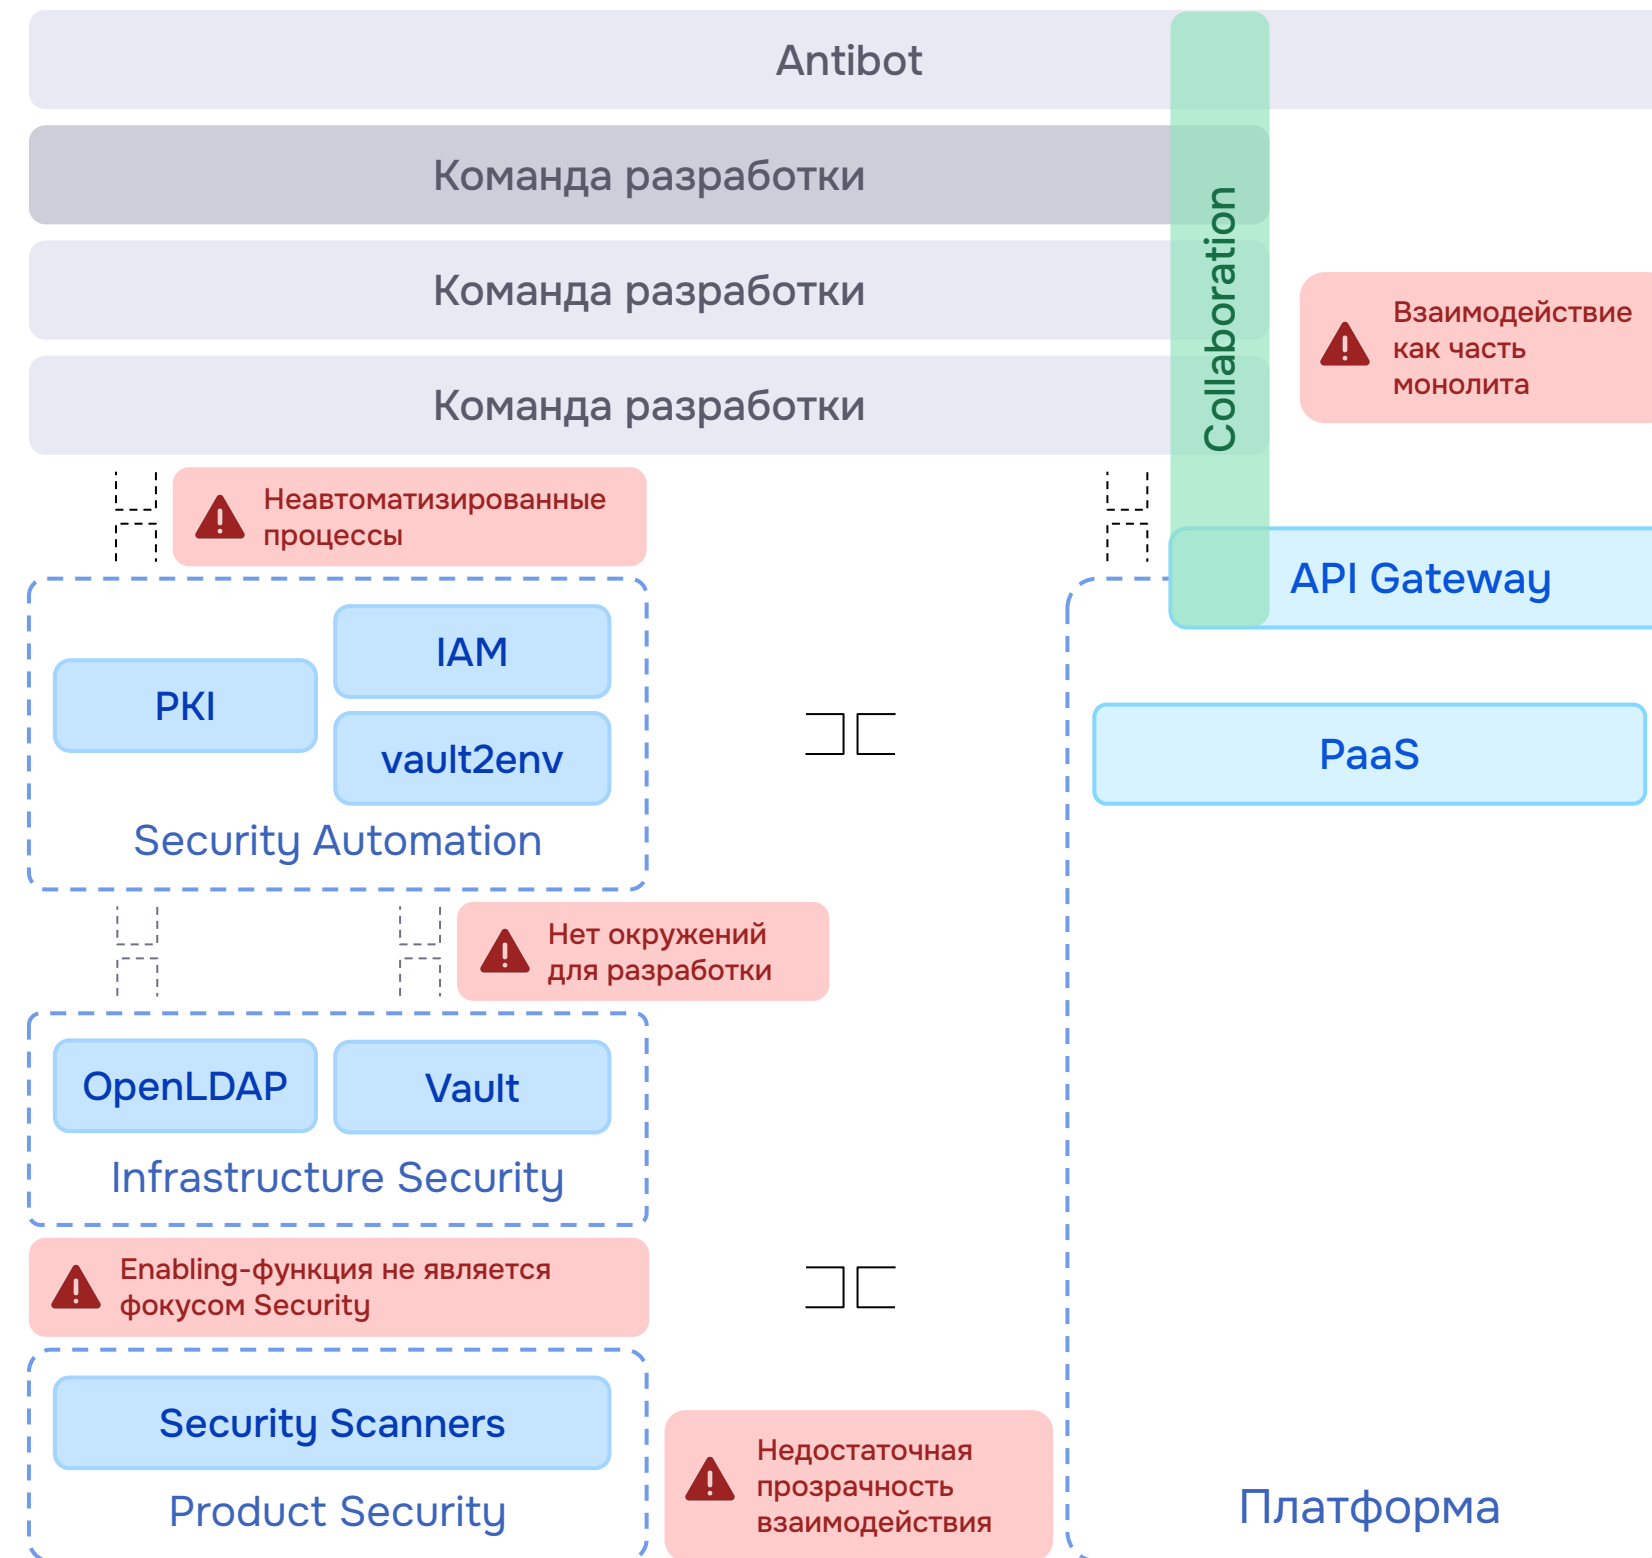 Antibot
Команда разработки
Команда разработки
Команда разработки
Collaboration
Взаимодействие
как часть
монолита
Неавтоматизированные
процессы
API Gateway
IAM
PKI
vault2env
Security Automation
PaaS
Нет окружений
для разработки
OpenLDAP
Vault
Infrastructure Security
Enabling-функция не является
фокусом Security
Security Scanners
Product Security
Недостаточная
прозрачность
взаимодействия
Платформа